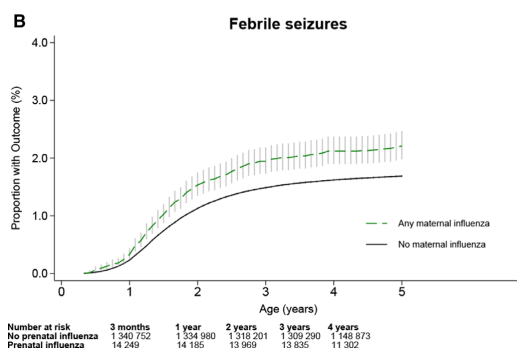 B
Febrile seizures
4.0
3.0
2.0
1.0
0.0
Proportion with Outcome (%)
Any maternal influenza
No maternal influenza
0 1 2 3 4 5
Age (years)
Number at risk 3 months 1 year 2 years 3 years 4 years
No prenatal influenza 1 340 752 1 334 980 1 318 201 1 309 290 1 148 873
Prenatal influenza 14 249 14 185 13 969 13 835 11 302